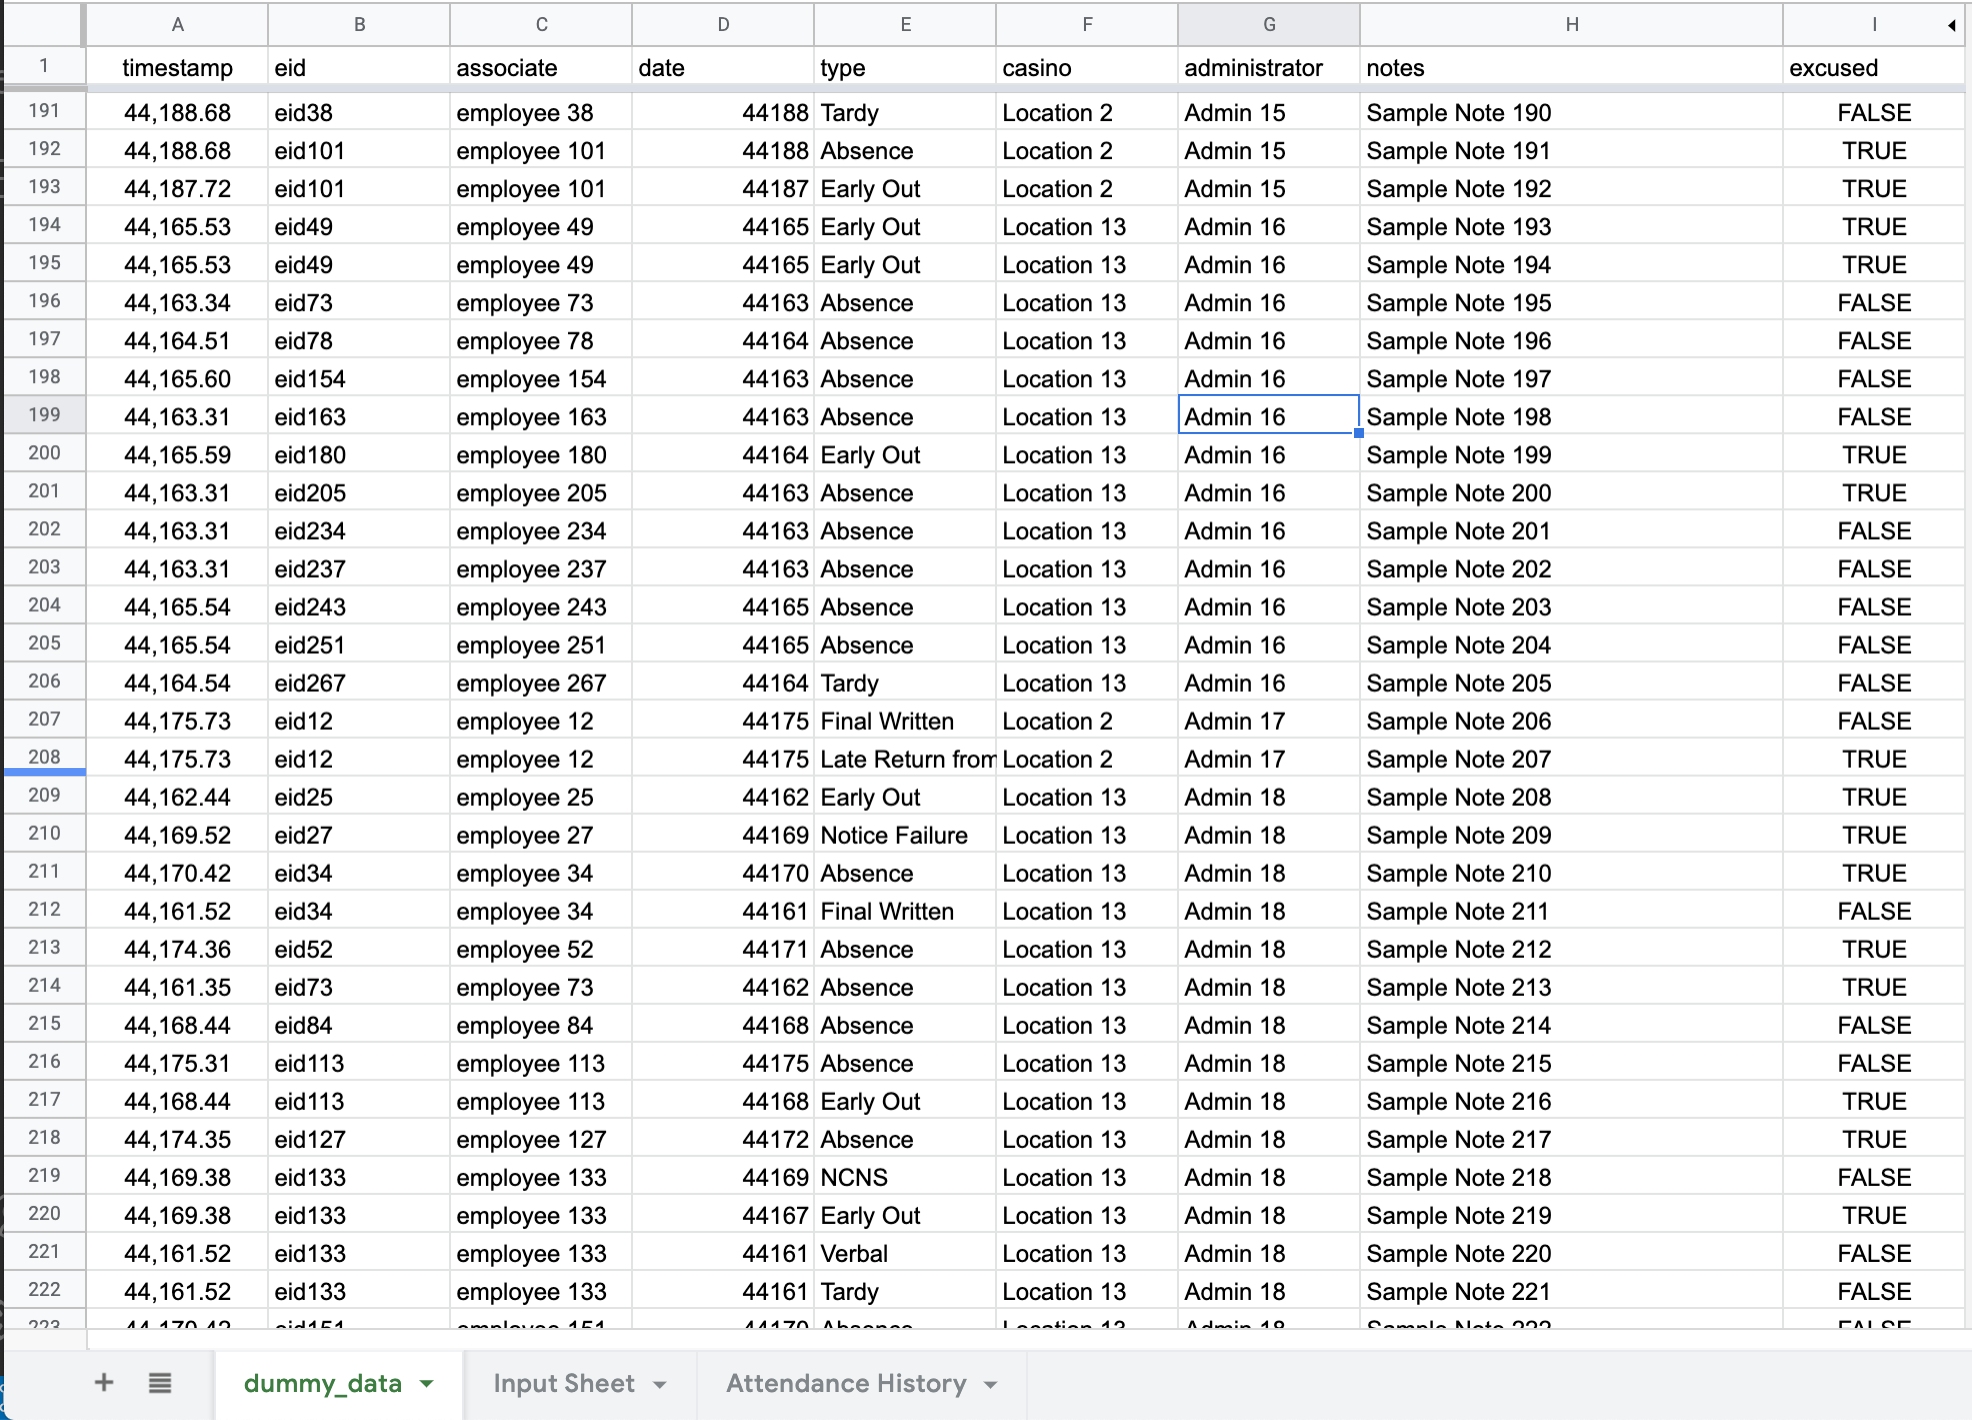 A B C D E F G H I
1 timestamp eid associate date type casino administrator notes excused
191 44,188.68 eid38 employee 38 44188 Tardy Location 2 Admin 15 Sample Note 190 FALSE
192 44,188.68 eid101 employee 101 44188 Absence Location 2 Admin 15 Sample Note 191 TRUE
193 44,187.72 eid101 employee 101 44187 Early Out Location 2 Admin 15 Sample Note 192 TRUE
194 44,165.53 eid49 employee 49 44165 Early Out Location 13 Admin 16 Sample Note 193 TRUE
195 44,165.53 eid49 employee 49 44165 Early Out Location 13 Admin 16 Sample Note 194 TRUE
196 44,163.34 eid73 employee 73 44163 Absence Location 13 Admin 16 Sample Note 195 FALSE
197 44,164.51 eid78 employee 78 44164 Absence Location 13 Admin 16 Sample Note 196 FALSE
198 44,165.60 eid154 employee 154 44163 Absence Location 13 Admin 16 Sample Note 197 FALSE
199 44,163.31 eid163 employee 163 44163 Absence Location 13 Admin 16 Sample Note 198 FALSE
200 44,165.59 eid180 employee 180 44164 Early Out Location 13 Admin 16 Sample Note 199 TRUE
201 44,163.31 eid205 employee 205 44163 Absence Location 13 Admin 16 Sample Note 200 TRUE
202 44,163.31 eid234 employee 234 44163 Absence Location 13 Admin 16 Sample Note 201 FALSE
203 44,163.31 eid237 employee 237 44163 Absence Location 13 Admin 16 Sample Note 202 FALSE
204 44,165.54 eid243 employee 243 44165 Absence Location 13 Admin 16 Sample Note 203 FALSE
205 44,165.54 eid251 employee 251 44165 Absence Location 13 Admin 16 Sample Note 204 FALSE
206 44,164.54 eid267 employee 267 44164 Tardy Location 13 Admin 16 Sample Note 205 FALSE
207 44,175.73 eid12 employee 12 44175 Final Written Location 2 Admin 17 Sample Note 206 FALSE
208 44,175.73 eid12 employee 12 44175 Late Return from Location 2 Admin 17 Sample Note 207 TRUE
209 44,162.44 eid25 employee 25 44162 Early Out Location 13 Admin 18 Sample Note 208 TRUE
210 44,169.52 eid27 employee 27 44169 Notice Failure Location 13 Admin 18 Sample Note 209 TRUE
211 44,170.42 eid34 employee 34 44170 Absence Location 13 Admin 18 Sample Note 210 TRUE
212 44,161.52 eid34 employee 34 44161 Final Written Location 13 Admin 18 Sample Note 211 FALSE
213 44,174.36 eid52 employee 52 44171 Absence Location 13 Admin 18 Sample Note 212 TRUE
214 44,161.35 eid73 employee 73 44162 Absence Location 13 Admin 18 Sample Note 213 TRUE
215 44,168.44 eid84 employee 84 44168 Absence Location 13 Admin 18 Sample Note 214 FALSE
216 44,175.31 eid113 employee 113 44175 Absence Location 13 Admin 18 Sample Note 215 FALSE
217 44,168.44 eid113 employee 113 44168 Early Out Location 13 Admin 18 Sample Note 216 TRUE
218 44,174.35 eid127 employee 127 44172 Absence Location 13 Admin 18 Sample Note 217 TRUE
219 44,169.38 eid133 employee 133 44169 NCNS Location 13 Admin 18 Sample Note 218 FALSE
220 44,169.38 eid133 employee 133 44167 Early Out Location 13 Admin 18 Sample Note 219 TRUE
221 44,161.52 eid133 employee 133 44161 Verbal Location 13 Admin 18 Sample Note 220 FALSE
222 44,161.52 eid133 employee 133 44161 Tardy Location 13 Admin 18 Sample Note 221 FALSE
223 44,170.42 eid151 employee 151 44170 Absence Location 13 Admin 18 Sample Note 222 FALSE
dummy_data Input Sheet Attendance History